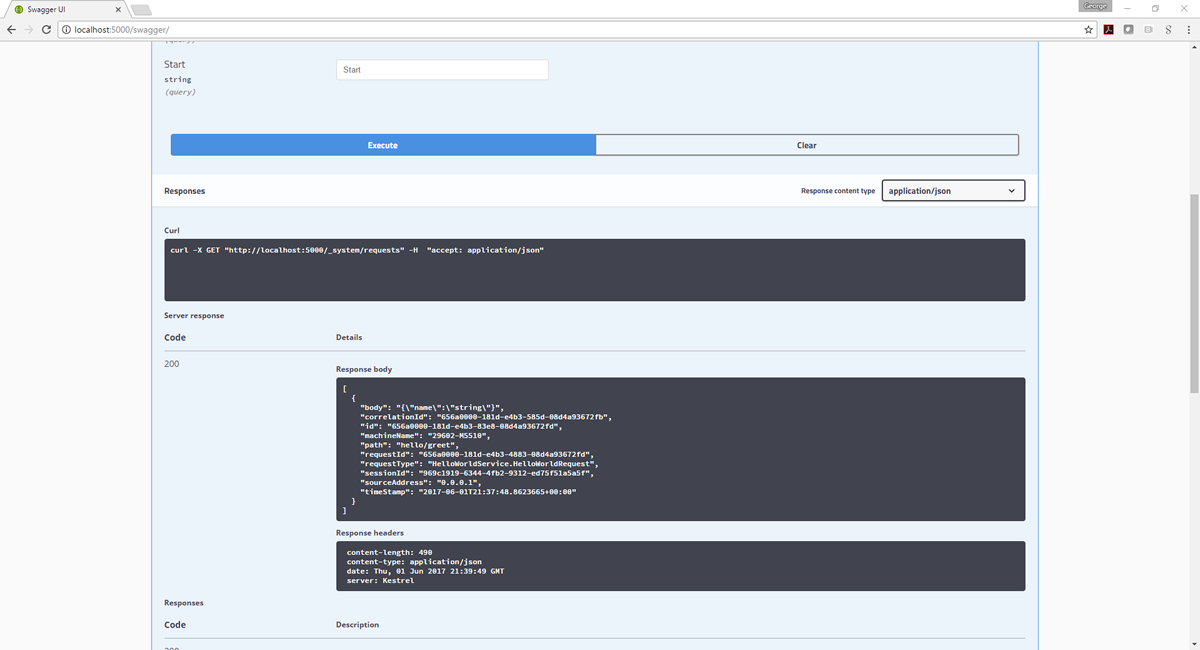 Swagger UI
George
localhost:5000/swagger/
(query)
Start
Start
string
(query)
Execute
Clear
Responses
Response content type
application/json
Curl
curl -X GET "http://localhost:5000/_system/requests" -H  "accept: application/json"
Server response
Code
Details
200
Response body
[
  {
    "body": "{\"name\":\"string\"}",
    "correlationId": "656a0000-181d-e4b3-585d-08d4a93672fb",
    "id": "656a0000-181d-e4b3-83e8-08d4a93672fd",
    "machineName": "29602-M5510",
    "path": "hello/greet",
    "requestId": "656a0000-181d-e4b3-4883-08d4a93672fd",
    "requestType": "HelloWorldService.HelloWorldRequest",
    "sessionId": "969c1919-6344-4fb2-9312-ed75f51a5a5f",
    "sourceAddress": "0.0.0.1",
    "timeStamp": "2017-06-01T21:37:48.8623665+00:00"
  }
]
Response headers
content-length: 490
content-type: application/json
date: Thu, 01 Jun 2017 21:39:49 GMT
server: Kestrel
Responses
Code
Description
200